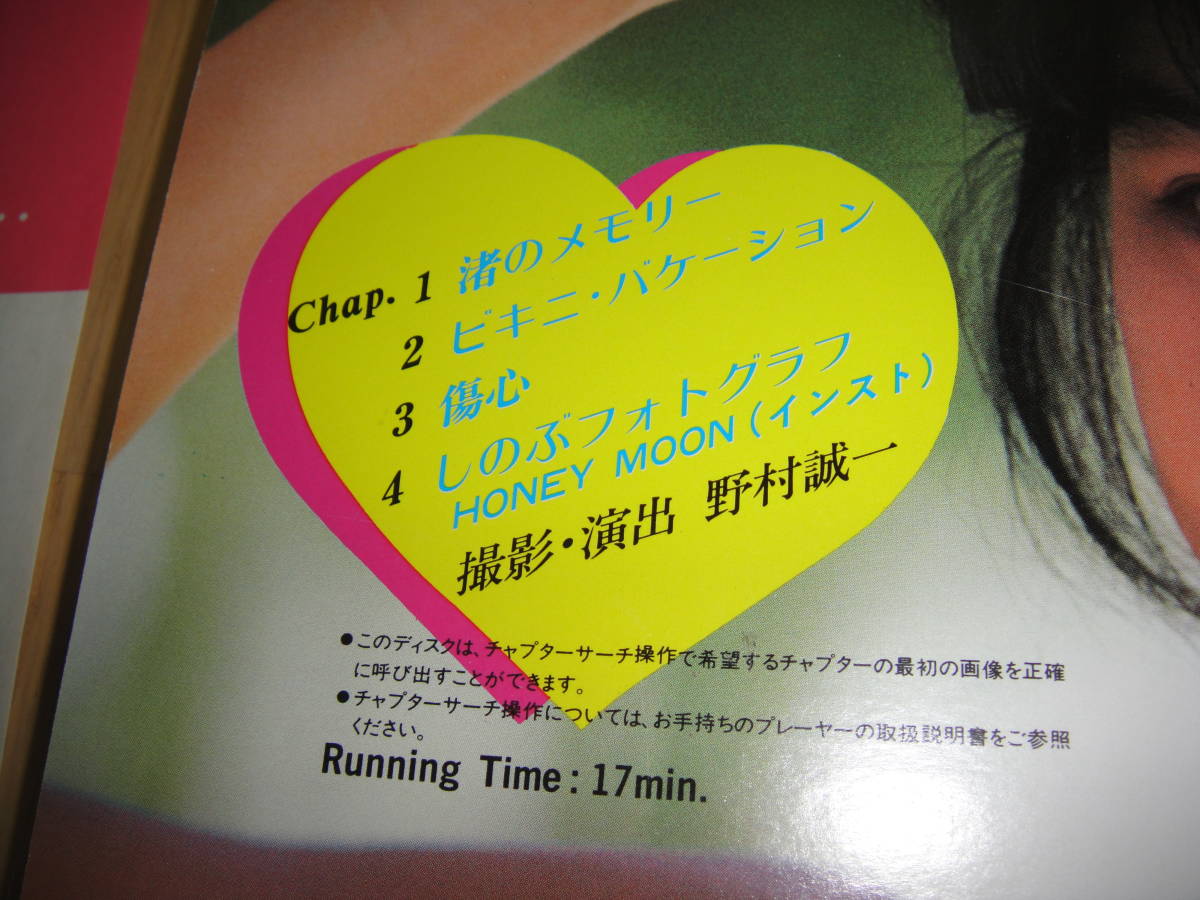 Chap. 1 渚のメモリー
2 ビキニ・バケーション
3 傷心
4 しのぶフォトグラフ
HONEY MOON(インスト)
撮影・演出 野村誠一
●このディスクは、チャプターサーチ操作で希望するチャプターの最初の画像を正確
に呼び出すことができます。
●チャプターサーチ操作については、お手持ちのプレーヤーの取扱説明書をご参照
ください。
Running Time : 17min.